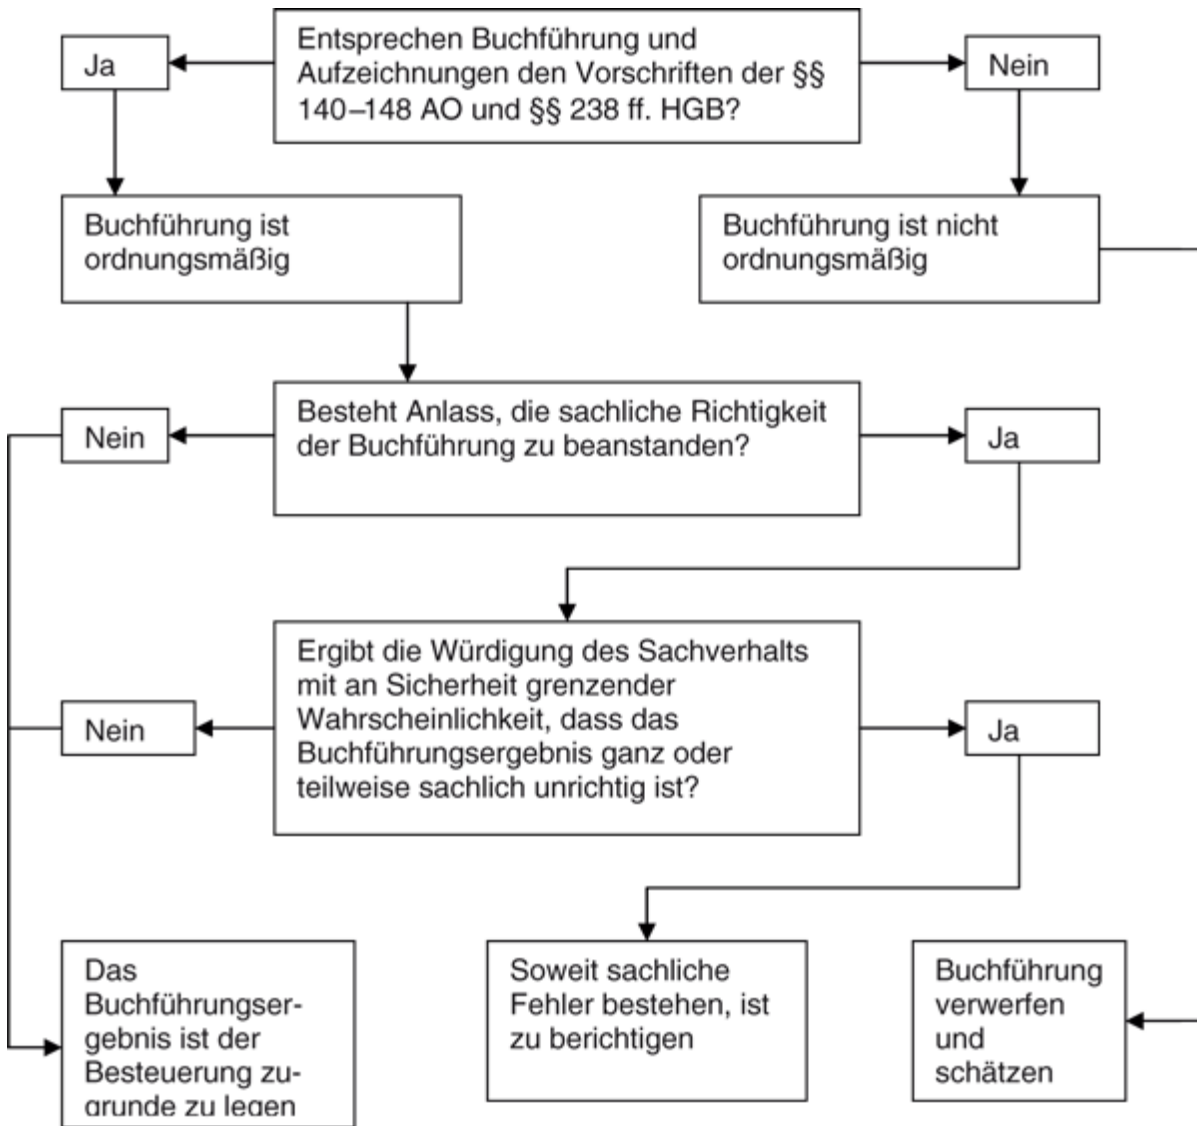 Entsprechen Buchführung und
Aufzeichnungen den Vorschriften der §§
140–148 AO und §§ 238 ff. HGB?
Ja
Nein
Buchführung ist
ordnungsmäßig
Buchführung ist nicht
ordnungsmäßig
Besteht Anlass, die sachliche Richtigkeit
der Buchführung zu beanstanden?
Nein
Ja
Ergibt die Würdigung des Sachverhalts
mit an Sicherheit grenzender
Wahrscheinlichkeit, dass das
Buchführungsergebnis ganz oder
teilweise sachlich unrichtig ist?
Nein
Ja
Das
Buchführungser-
gebnis ist der
Besteuerung zu-
grunde zu legen
Soweit sachliche
Fehler bestehen, ist
zu berichtigen
Buchführung
verwerfen
und
schätzen